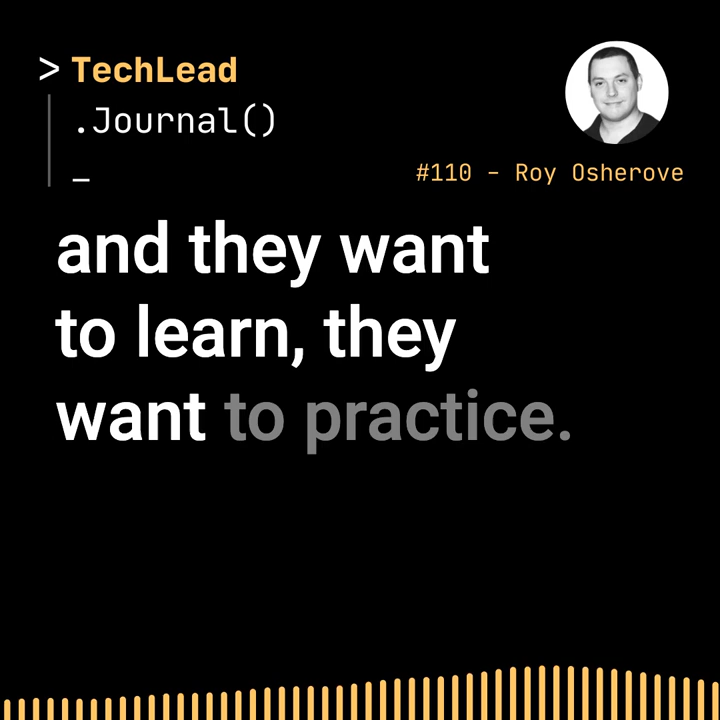 > TechLead
.Journal()
_
#110 - Roy Osherove
and they want
to learn, they
want to practice.